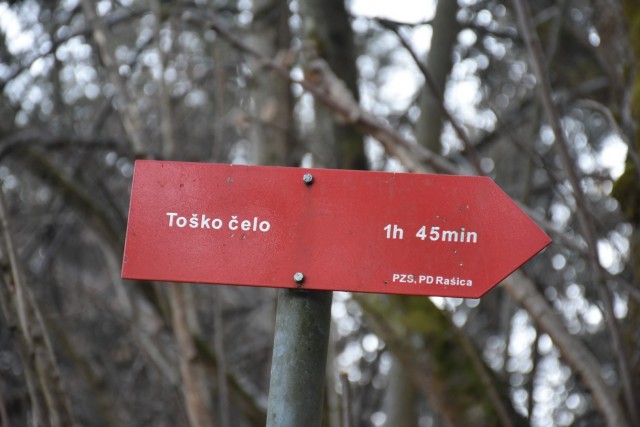 Toško čelo 1h 45min
PZS, PD Rašica